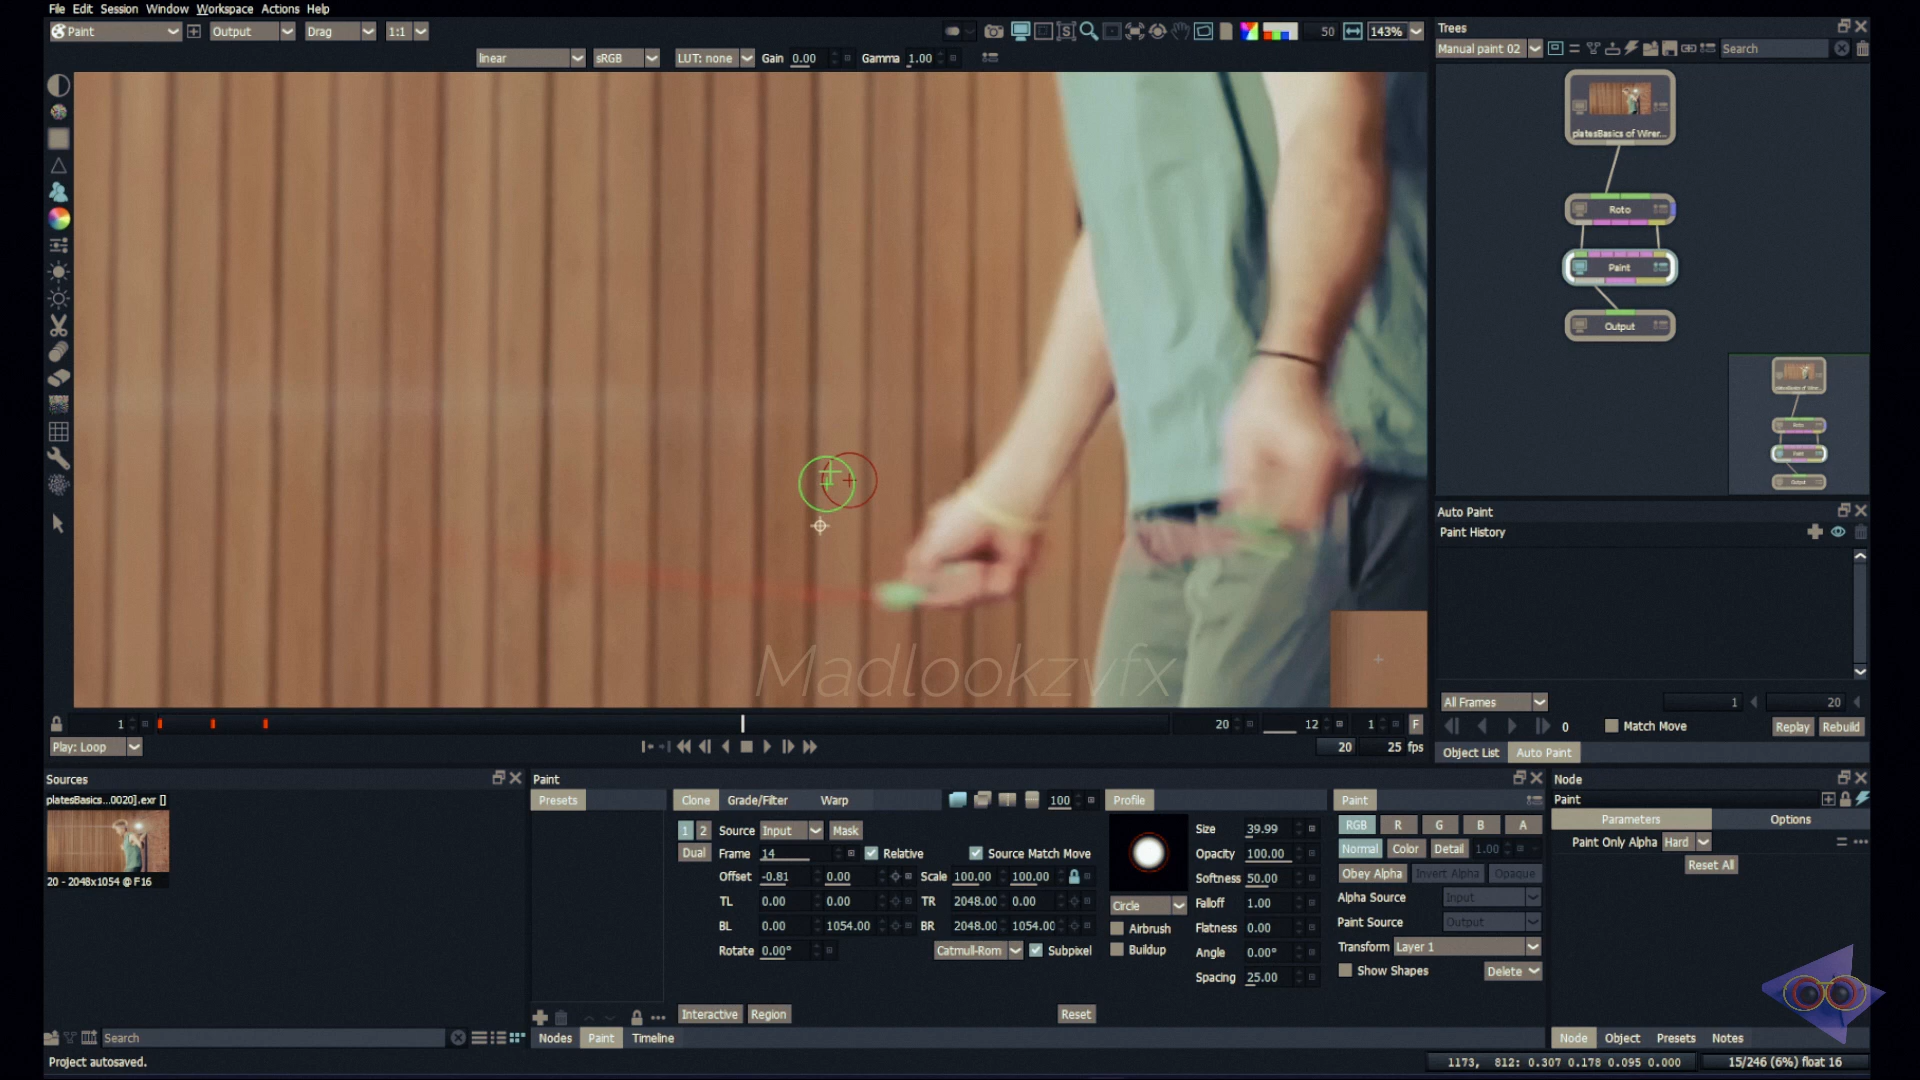 File Edit Session Window Workspace Actions Help
Paint Output Drag 1:1 50 143%
linear sRGB LUT: none Gain 0.00 Gamma 1.00
Trees
Manual paint 02 Search
platesBasics of Wirer...
Roto
Paint
Output
Madlookzvfx
Auto Paint
Paint History
All Frames 1 20
0 Match Move Replay Rebuild
Object List Auto Paint
1 20 12 1 F
Play: Loop 20 25 fps
Sources
platesBasics...0020].exr []
20 - 2048x1054 @ F16
Search
Project autosaved.
Paint
Presets
Clone Grade/Filter Warp 100
1 2 Source Input Mask
Dual Frame 14 Relative Source Match Move
Offset -0.81 0.00 Scale 100.00 100.00
TL 0.00 0.00 TR 2048.00 0.00
BL 0.00 1054.00 BR 2048.00 1054.00
Rotate 0.00° Catmull-Rom Subpixel
Interactive Region Reset
Nodes Paint Timeline
Profile
Circle
Airbrush
Buildup
Size 39.99
Opacity 100.00
Softness 50.00
Falloff 1.00
Flatness 0.00
Angle 0.00°
Spacing 25.00
Paint
RGB R G B A
Normal Color Detail 1.00
Obey Alpha Invert Alpha Opaque
Alpha Source Input
Paint Source Output
Transform Layer 1
Show Shapes Delete
Node
Paint
Parameters Options
Paint Only Alpha Hard
Reset All
Node Object Presets Notes
1173, 812: 0.307 0.178 0.095 0.000 15/246 (6%) float 16